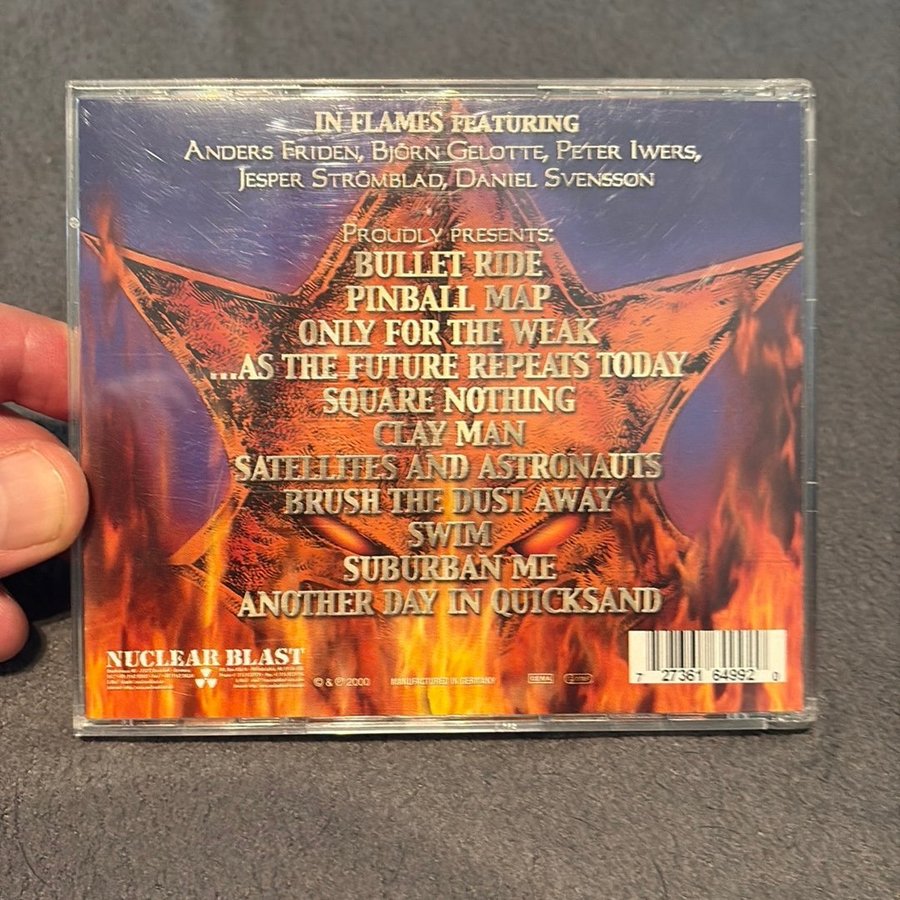 IN FLAMES FEATURING
ANDERS FRIDEN, BJÖRN GELOTTE, PETER IWERS,
JESPER STRÖMBLAD, DANIEL SVENSSON
PROUDLY PRESENTS:
BULLET RIDE
PINBALL MAP
ONLY FOR THE WEAK
...AS THE FUTURE REPEATS TODAY
SQUARE NOTHING
CLAY MAN
SATELLITES AND ASTRONAUTS
BRUSH THE DUST AWAY
SWIM
SUBURBAN ME
ANOTHER DAY IN QUICKSAND
NUCLEAR BLAST
© & ℗ 2000
MANUFACTURED IN GERMANY
GEMA
7 27361 64992 0